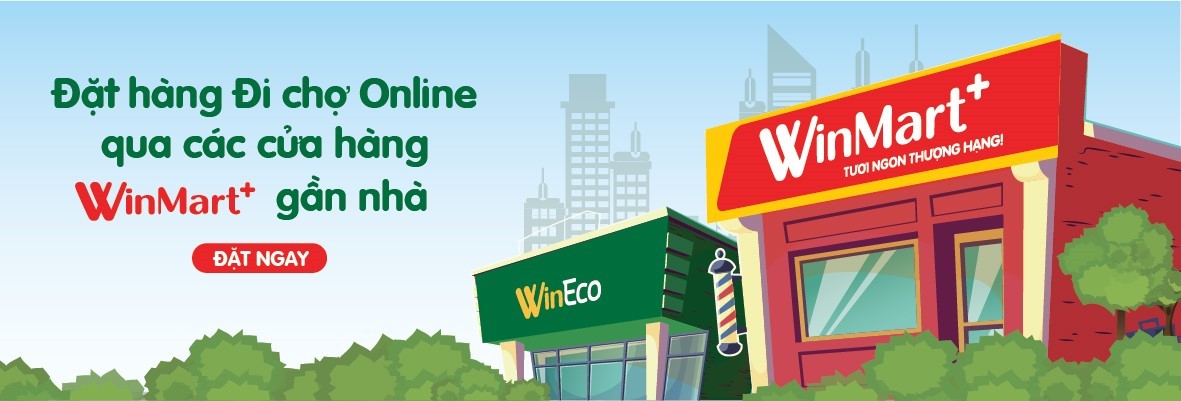 Đặt hàng Đi chợ Online
qua các cửa hàng
WinMart+ gần nhà
ĐẶT NGAY
WinEco
WinMart+
TƯƠI NGON THƯỢNG HẠNG!